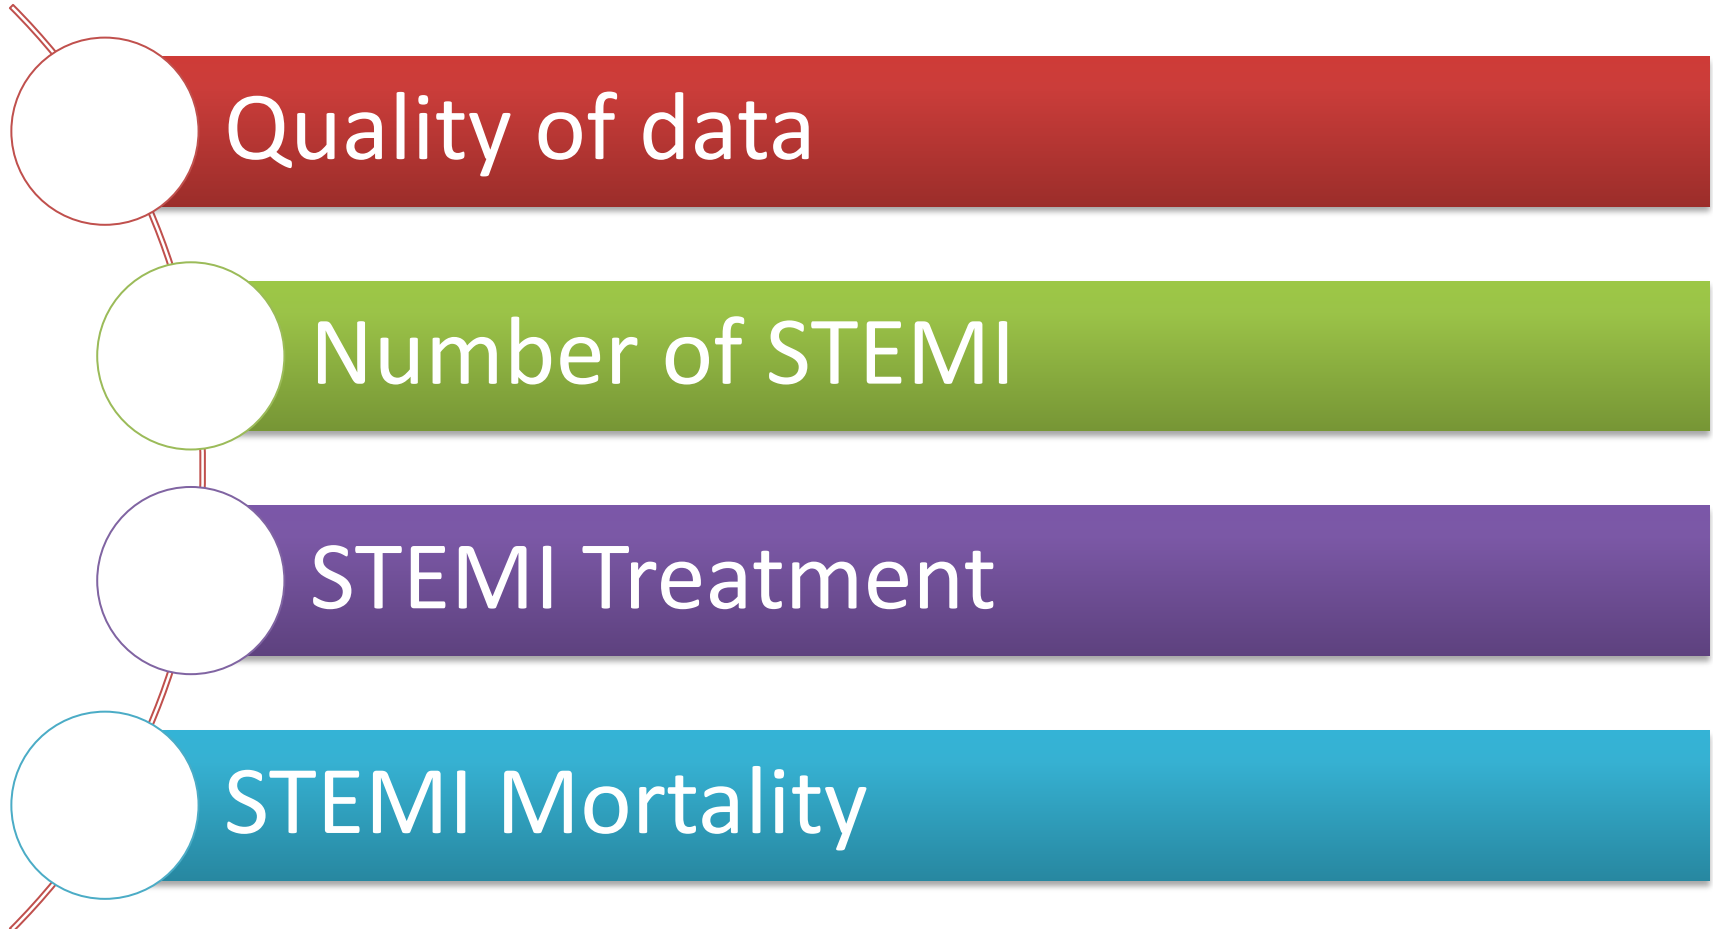 Quality of data
Number of STEMI
STEMI Treatment
STEMI Mortality